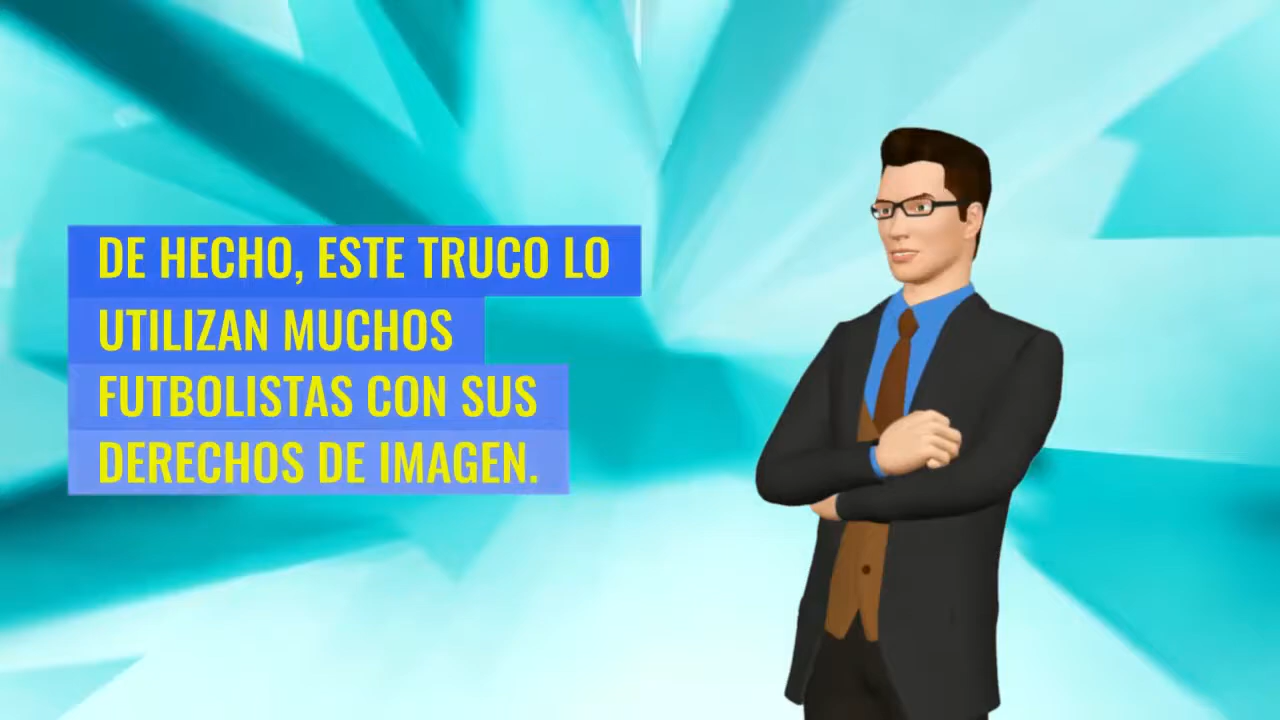 DE HECHO, ESTE TRUCO LO
UTILIZAN MUCHOS
FUTBOLISTAS CON SUS
DERECHOS DE IMAGEN.